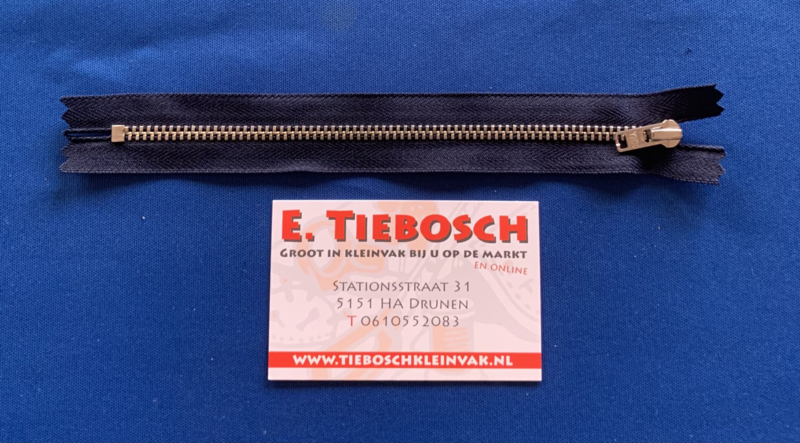 E. TIEBOSCH
GROOT IN KLEINVAK BIJ U OP DE MARKT
EN ONLINE
STATIONSSTRAAT 31
5151 HA DRUNEN
T 0610552083
WWW.TIEBOSCHKLEINVAK.NL